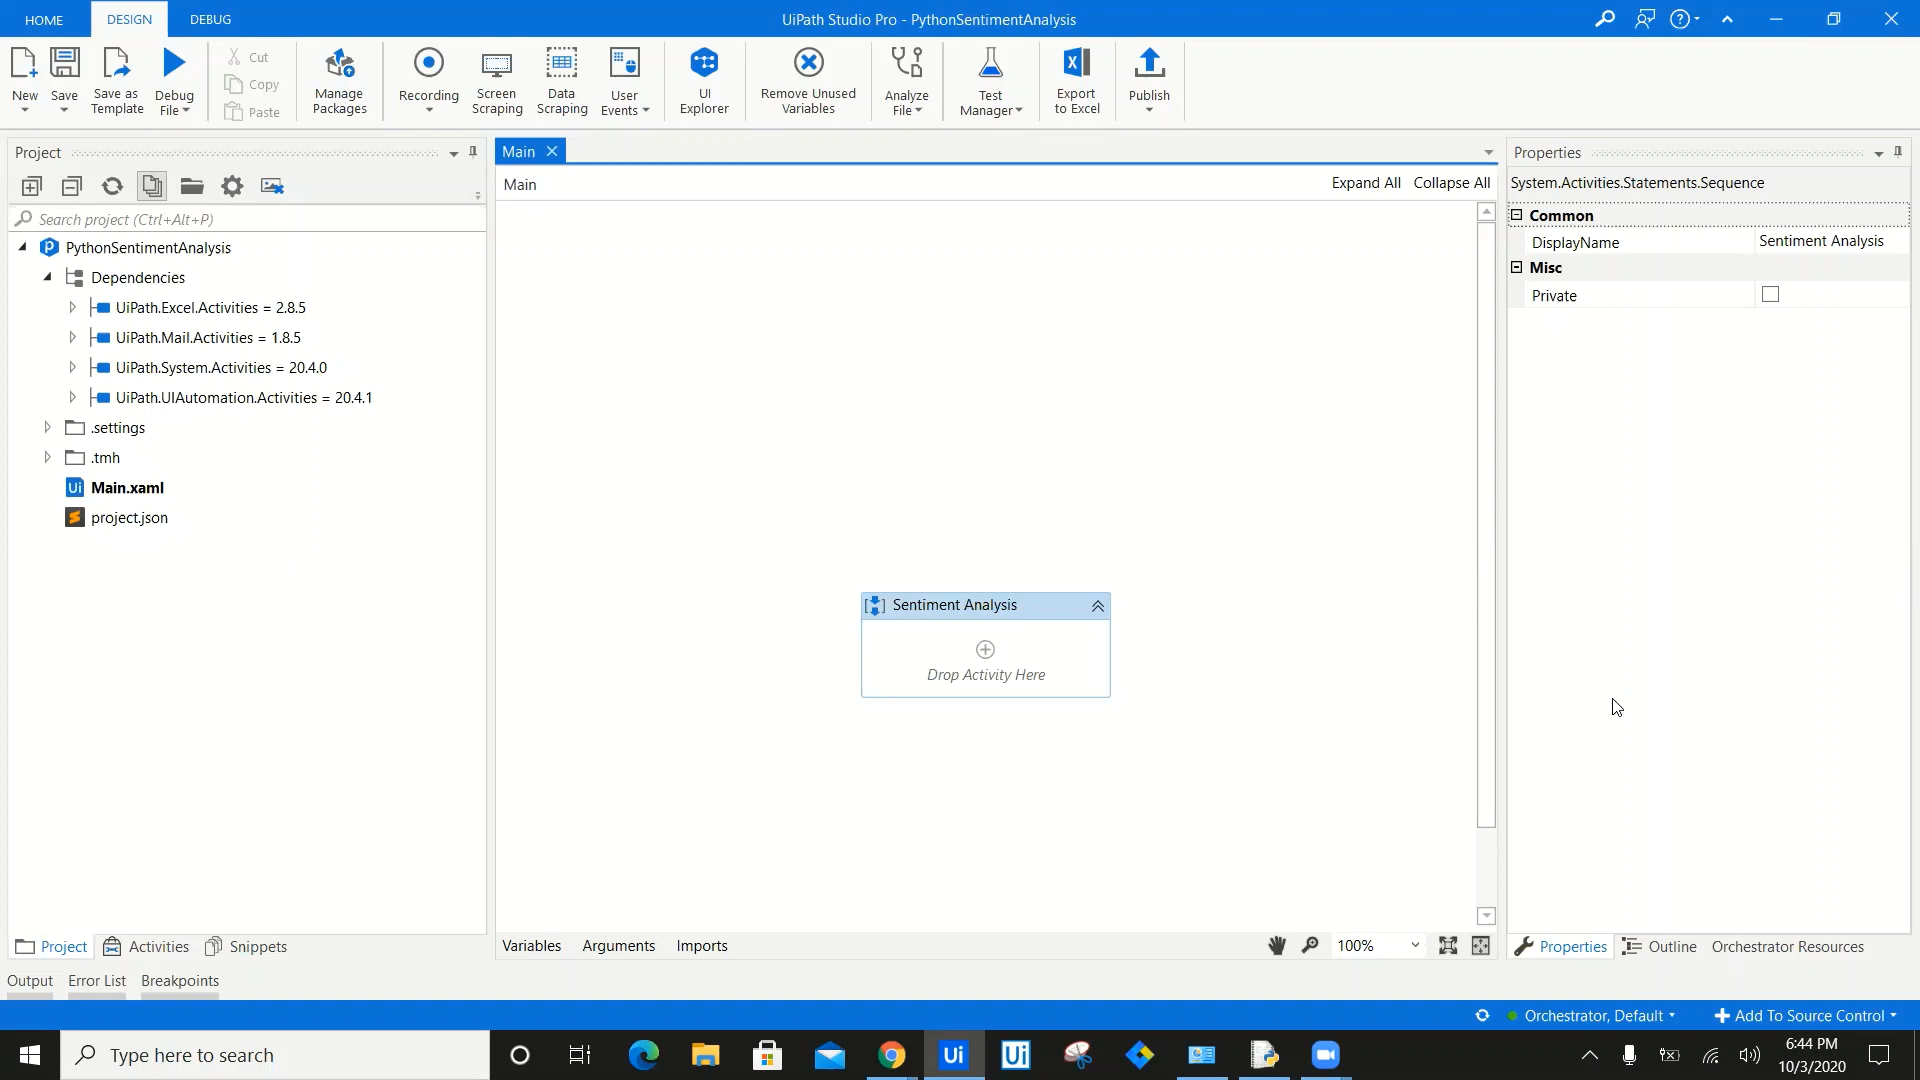 HOME
DESIGN
DEBUG
UiPath Studio Pro - PythonSentimentAnalysis
New
Save
Save as
Template
Debug
File
Cut
Copy
Paste
Manage
Packages
Recording
Screen
Scraping
Data
Scraping
User
Events
UI
Explorer
Remove Unused
Variables
Analyze
File
Test
Manager
Export
to Excel
Publish
Project
Search project (Ctrl+Alt+P)
PythonSentimentAnalysis
Dependencies
UiPath.Excel.Activities = 2.8.5
UiPath.Mail.Activities = 1.8.5
UiPath.System.Activities = 20.4.0
UiPath.UIAutomation.Activities = 20.4.1
.settings
.tmh
Main.xaml
project.json
Project
Activities
Snippets
Main
Main
Expand All
Collapse All
Sentiment Analysis
Drop Activity Here
Variables
Arguments
Imports
100%
Properties
System.Activities.Statements.Sequence
Common
DisplayName
Sentiment Analysis
Misc
Private
Properties
Outline
Orchestrator Resources
Output
Error List
Breakpoints
Orchestrator, Default
Add To Source Control
Type here to search
Ui
Ui
6:44 PM
10/3/2020